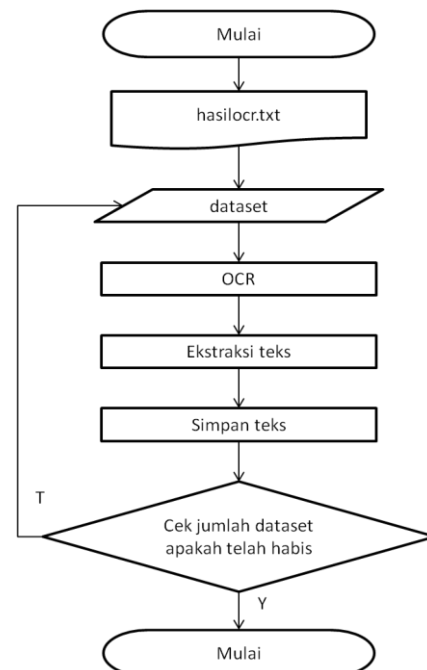 Mulai
hasilocr.txt
dataset
OCR
Ekstraksi teks
Simpan teks
T
Cek jumlah dataset
apakah telah habis
Y
Mulai